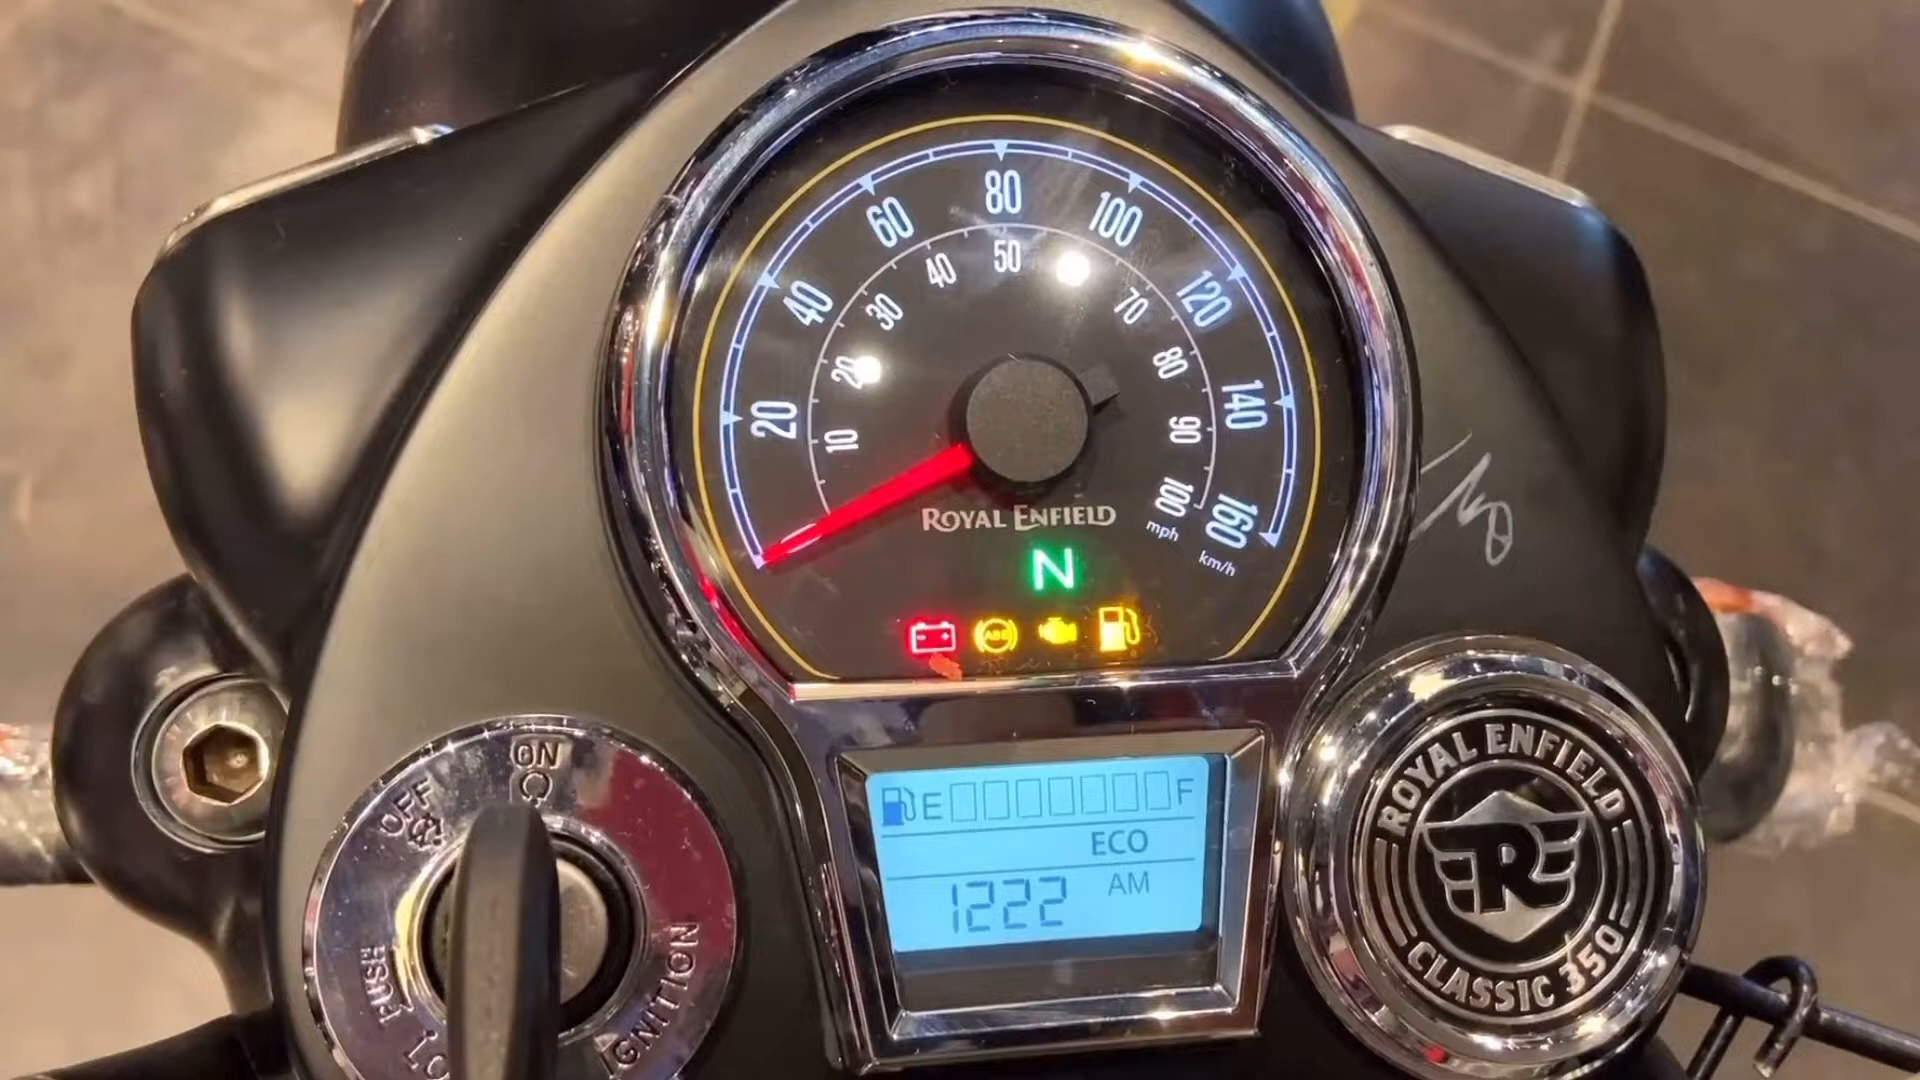 80
60
100
50
40
40
30
70
120
20
80
20
10
90
140
100
160
ROYAL ENFIELD
mph
km/h
N
ABS
ON
OFF
PUSH
IGNITION
E F
ECO
1222 AM
ROYAL ENFIELD
R
CLASSIC 350